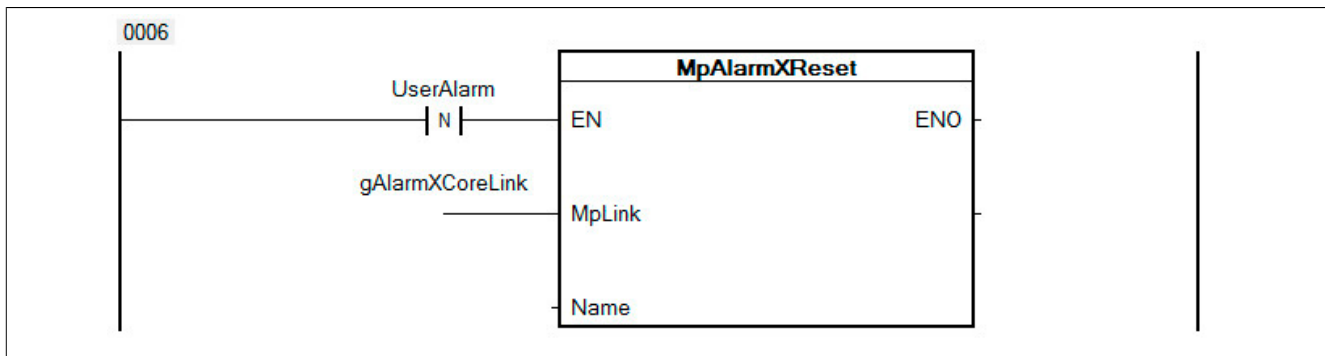 0006
MpAlarmXReset
UserAlarm
N
EN
ENO
gAlarmXCoreLink
MpLink
Name